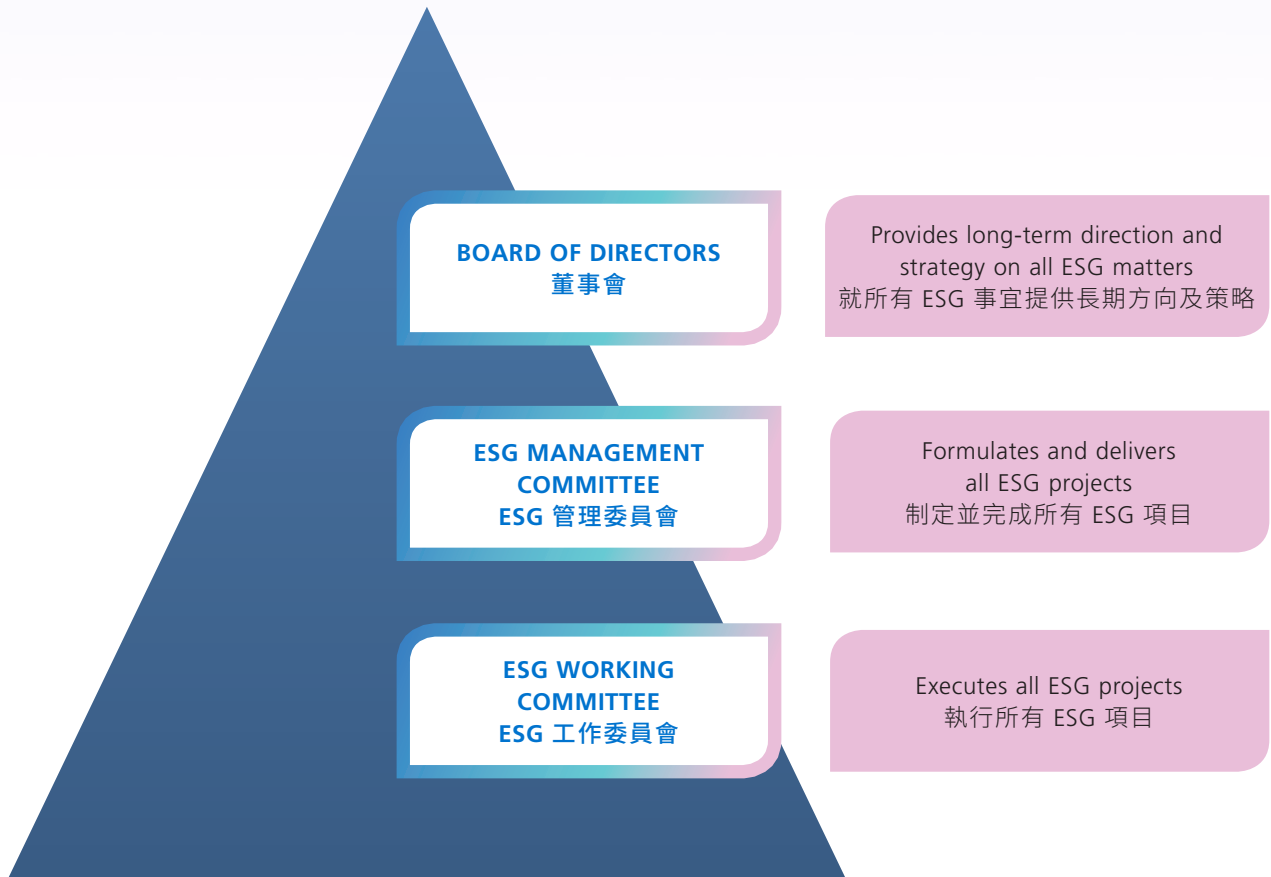 BOARD OF DIRECTORS
董事會
Provides long-term direction and
strategy on all ESG matters
就所有 ESG 事宜提供長期方向及策略
ESG MANAGEMENT
COMMITTEE
ESG 管理委員會
Formulates and delivers
all ESG projects
制定並完成所有 ESG 項目
ESG WORKING
COMMITTEE
ESG 工作委員會
Executes all ESG projects
執行所有 ESG 項目